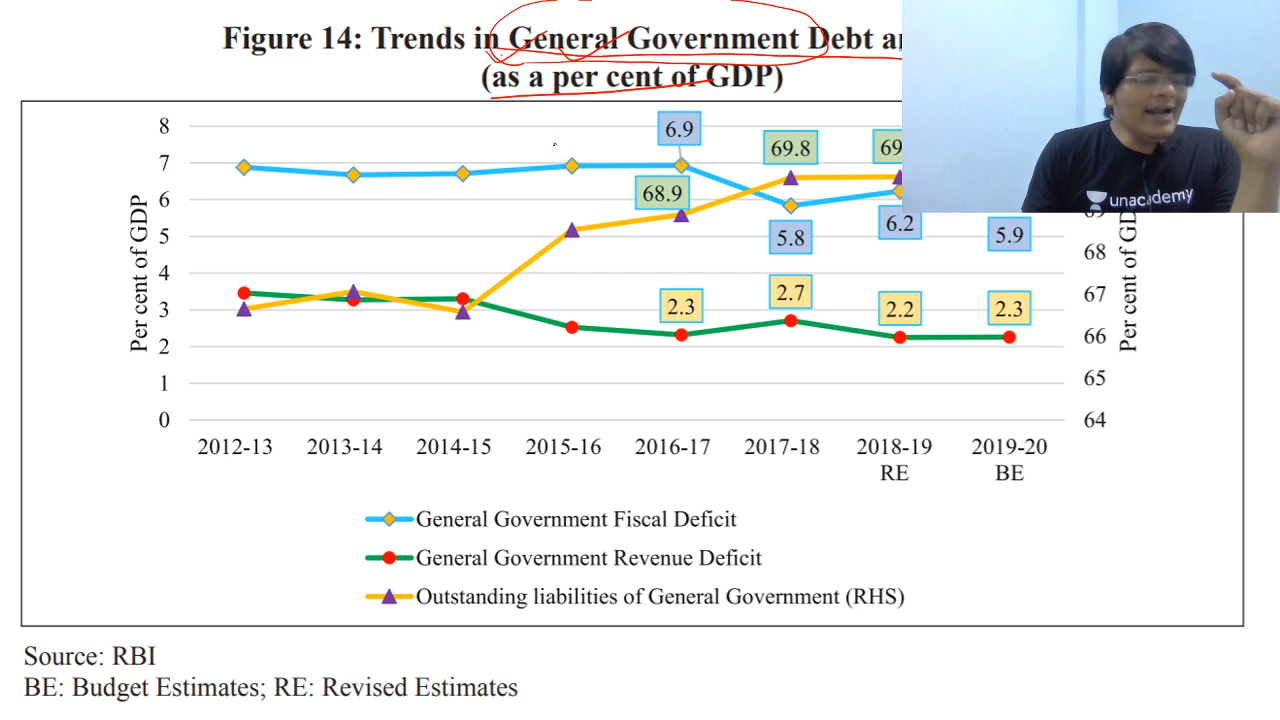 Figure 14: Trends in General Government Debt
(as a per cent of GDP)
unacademy
8
7
6
5
4
3
2
1
0
Per cent of GDP
6.9
69.8
68.9
5.8
6.2
5.9
2.3
2.7
2.2
2.3
68
67
66
65
64
Per cent of
2012-13 2013-14 2014-15 2015-16 2016-17 2017-18 2018-19 2019-20
RE BE
General Government Fiscal Deficit
General Government Revenue Deficit
Outstanding liabilities of General Government (RHS)
Source: RBI
BE: Budget Estimates; RE: Revised Estimates